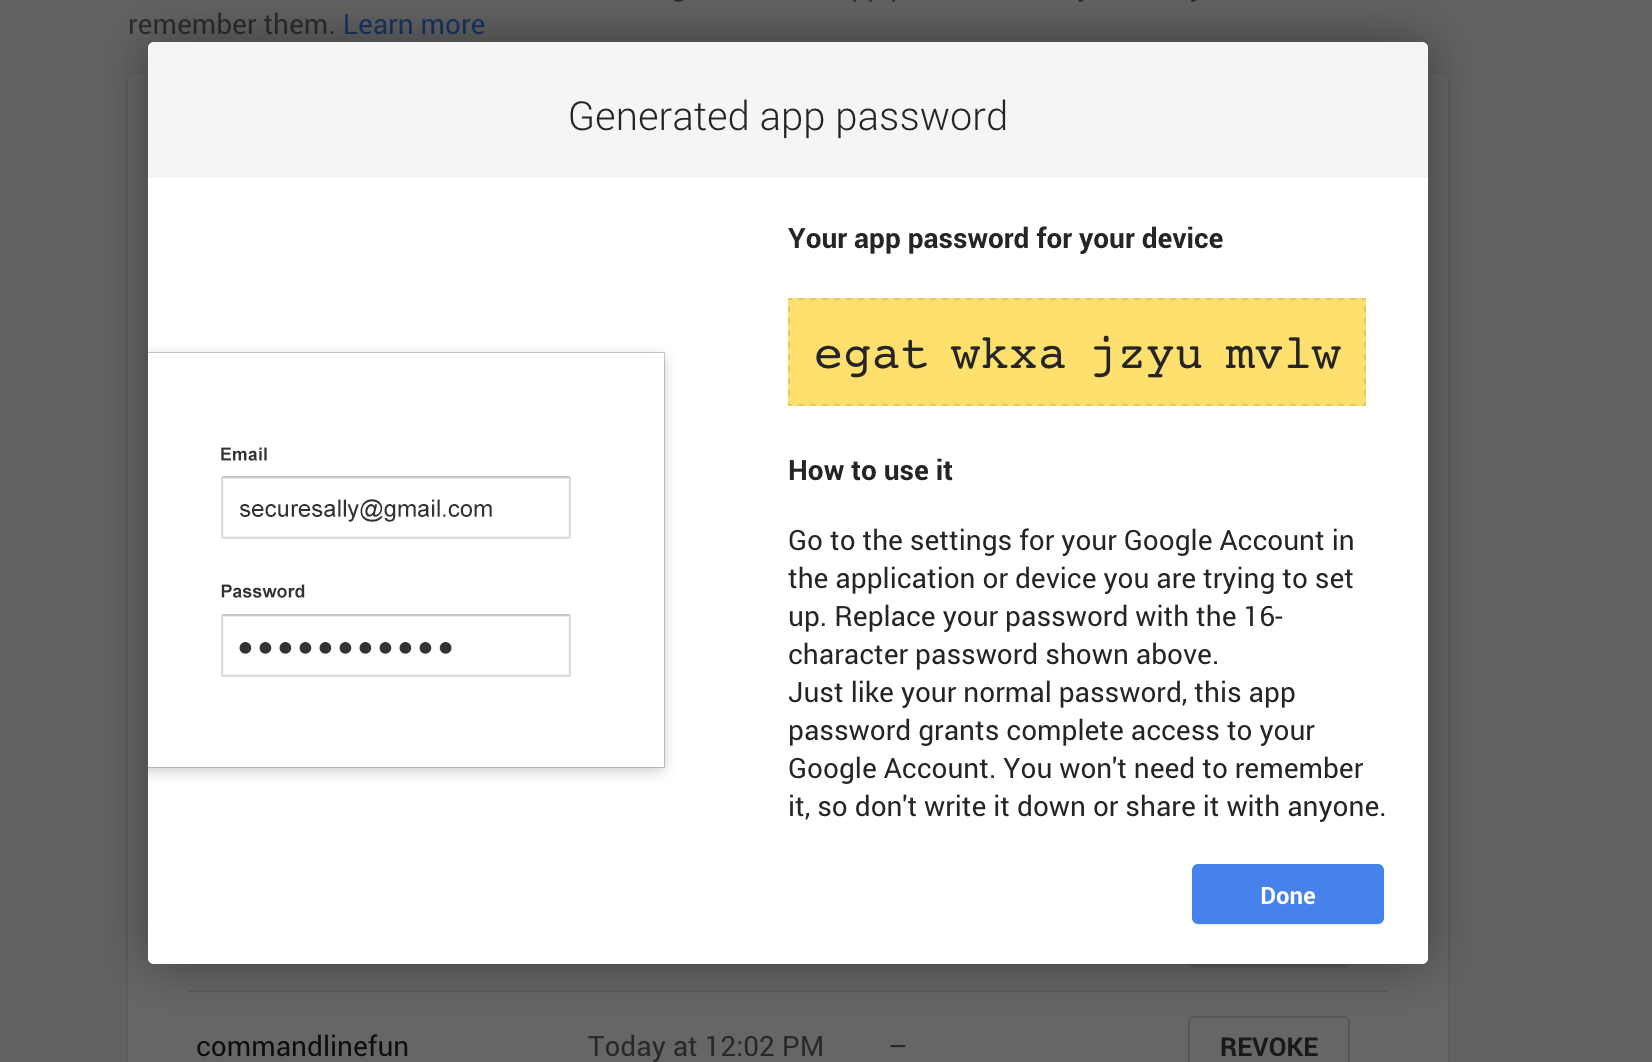 remember them. Learn more
Generated app password
Your app password for your device
egat wkxa jzyu mvlw
Email
securesally@gmail.com
Password
How to use it
Go to the settings for your Google Account in
the application or device you are trying to set
up. Replace your password with the 16-
character password shown above.
Just like your normal password, this app
password grants complete access to your
Google Account. You won't need to remember
it, so don't write it down or share it with anyone.
Done
commandlinefun Today at 12:02 PM – REVOKE